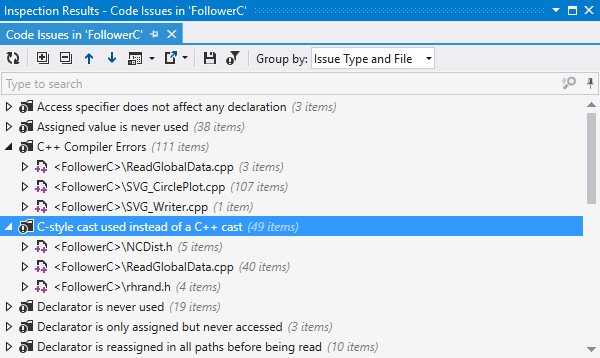 Inspection Results - Code Issues in 'FollowerC'
Code Issues in 'FollowerC'
Group by: Issue Type and File
Type to search
Access specifier does not affect any declaration (3 items)
Assigned value is never used (38 items)
C++ Compiler Errors (111 items)
<FollowerC>\ReadGlobalData.cpp (3 items)
<FollowerC>\SVG_CirclePlot.cpp (107 items)
<FollowerC>\SVG_Writer.cpp (1 item)
C-style cast used instead of a C++ cast (49 items)
<FollowerC>\NCDist.h (5 items)
<FollowerC>\ReadGlobalData.cpp (40 items)
<FollowerC>\rhrand.h (4 items)
Declarator is never used (19 items)
Declarator is only assigned but never accessed (3 items)
Declarator is reassigned in all paths before being read (10 items)